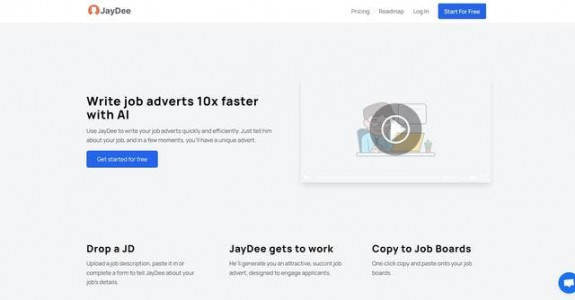 JayDee
Pricing Roadmap Log In Start For Free
Write job adverts 10x faster
with AI
Use JayDee to write your job adverts quickly and efficiently. Just tell him
about your job, and in a few moments, you'll have a unique advert.
Get started for free
Drop a JD
Upload a job description, paste it in or
complete a form to tell JayDee about your
job's details.
JayDee gets to work
He'll generate you an attractive, succint job
advert, designed to engage applicants.
Copy to Job Boards
One click copy and paste onto your job
boards.